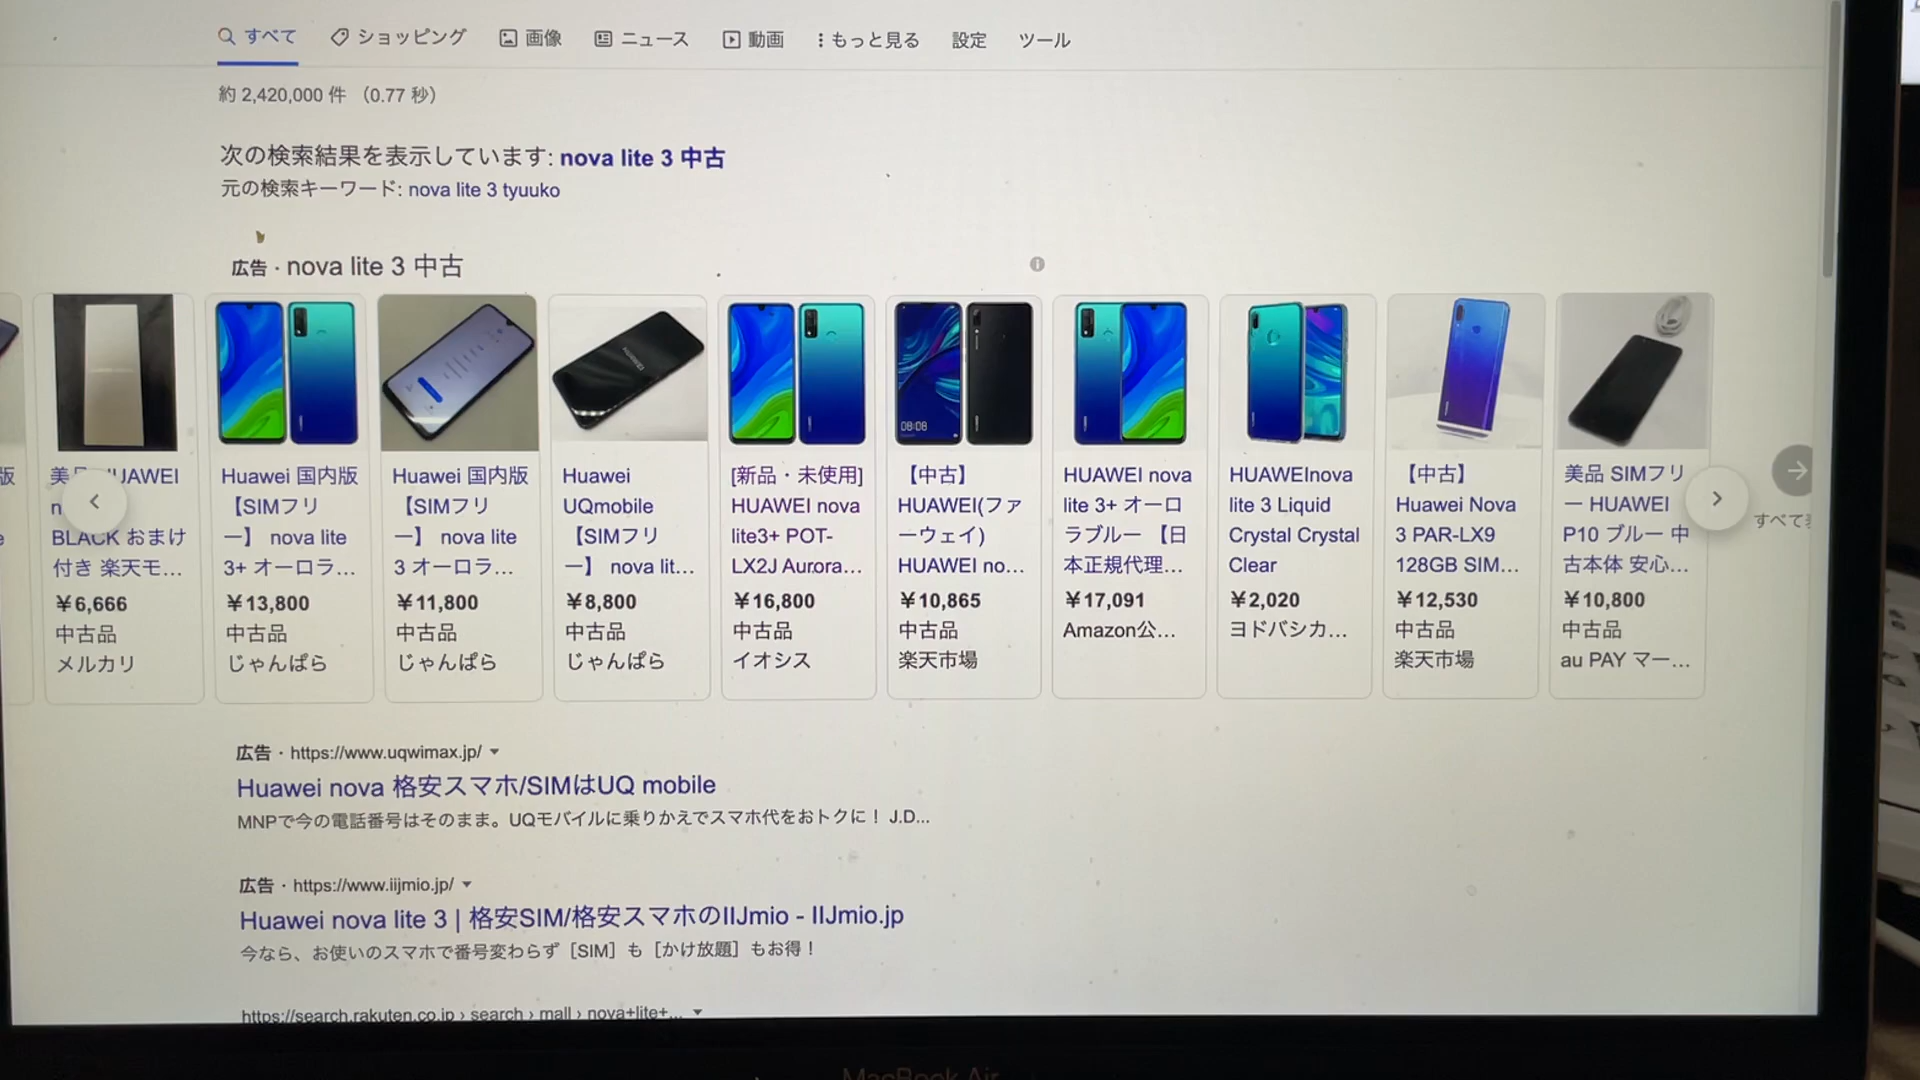 すべて ショッピング 画像 ニュース 動画 もっと見る 設定 ツール
約 2,420,000 件 (0.77 秒)
次の検索結果を表示しています: nova lite 3 中古
元の検索キーワード: nova lite 3 tyuuko
広告 · nova lite 3 中古
版
美
HUAWEI
BLACK おまけ
付き 楽天モ...
¥6,666
中古品
メルカリ
Huawei 国内版
【SIMフリ
ー】 nova lite
3+ オーロラ...
¥13,800
中古品
じゃんぱら
Huawei 国内版
【SIMフリ
ー】 nova lite
3 オーロラ...
¥11,800
中古品
じゃんぱら
HUAWEI
Huawei
UQmobile
【SIMフリ
ー】 nova lit...
¥8,800
中古品
じゃんぱら
[新品・未使用]
HUAWEI nova
lite3+ POT-
LX2J Aurora...
¥16,800
中古品
イオシス
08:08
【中古】
HUAWEI(ファ
ーウェイ)
HUAWEI no...
¥10,865
中古品
楽天市場
HUAWEI nova
lite 3+ オーロ
ラブルー 【日
本正規代理...
¥17,091
Amazon公...
HUAWEInova
lite 3 Liquid
Crystal Crystal
Clear
¥2,020
ヨドバシカ...
【中古】
Huawei Nova
3 PAR-LX9
128GB SIM...
¥12,530
中古品
楽天市場
美品 SIMフリ
ー HUAWEI
P10 ブルー 中
古本体 安心...
¥10,800
中古品
au PAY マー...
すべて
広告 · https://www.uqwimax.jp/
Huawei nova 格安スマホ/SIMはUQ mobile
MNPで今の電話番号はそのまま。UQモバイルに乗りかえでスマホ代をおトクに! J.D...
広告 · https://www.iijmio.jp/
Huawei nova lite 3 | 格安SIM/格安スマホのIIJmio - IIJmio.jp
今なら、お使いのスマホで番号変わらず [SIM] も [かけ放題] もお得!
https://search.rakuten.co.jp › search › mall › nova+lite+...
MacBook Air